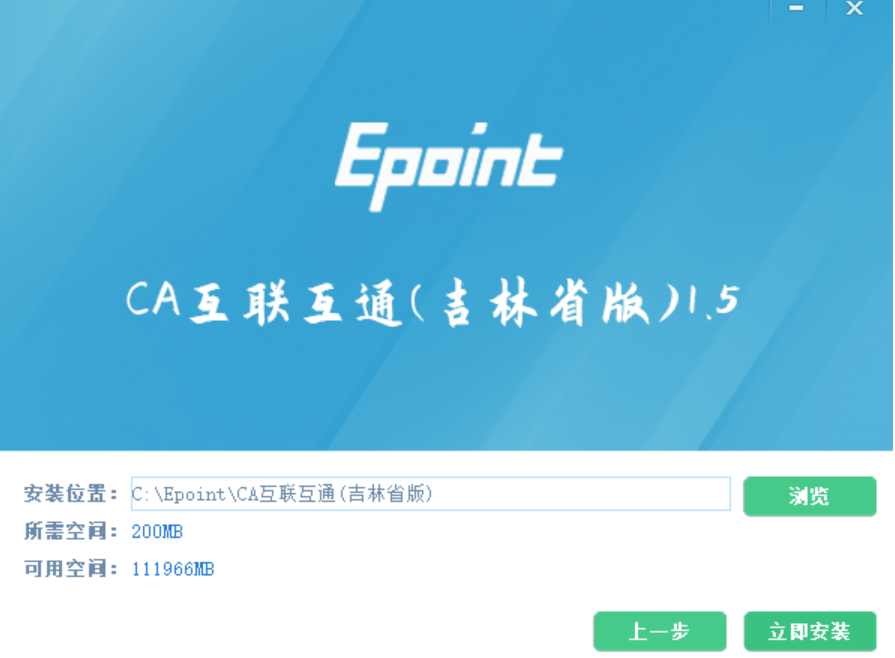 Epoint
CA互联互通(吉林省版)1.5
安装位置： C:\Epoint\CA互联互通(吉林省版) 浏览
所需空间： 200MB
可用空间： 111966MB
上一步 立即安装